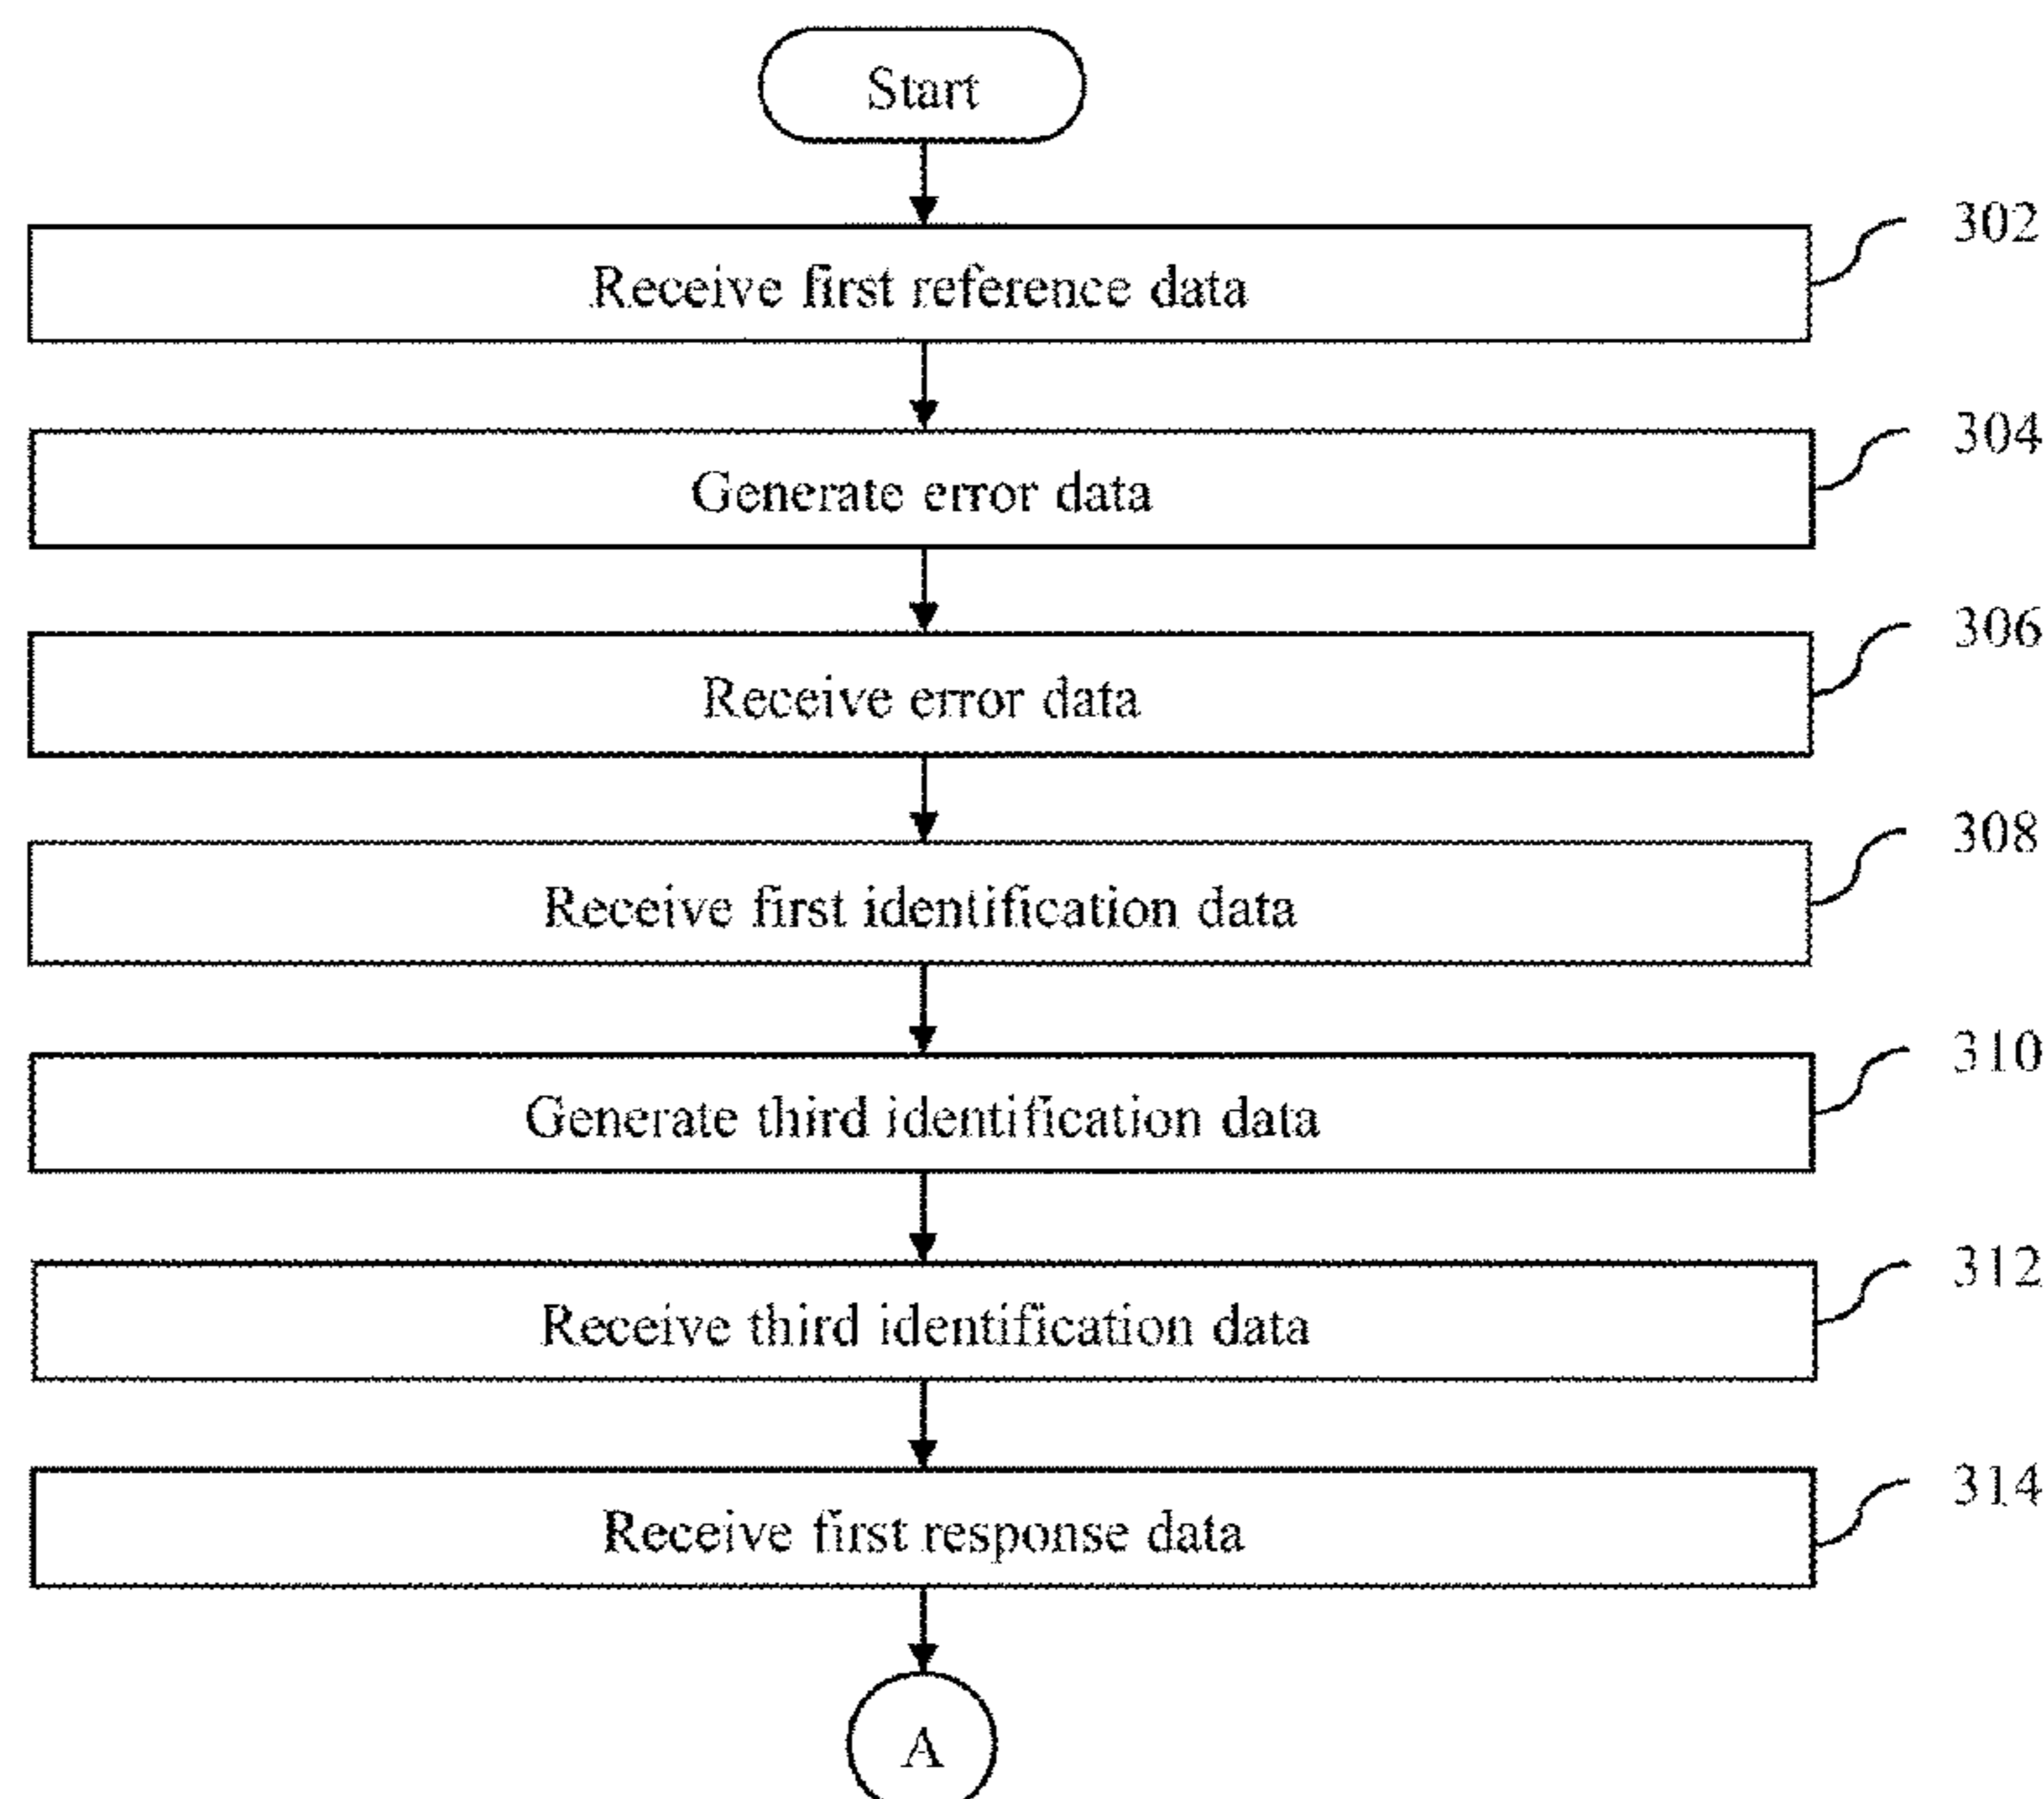 Start
302
Receive first reference data
304
Generate error data
306
Receive error data
308
Receive first identification data
310
Generate third identification data
312
Receive third identification data
314
Receive first response data
A